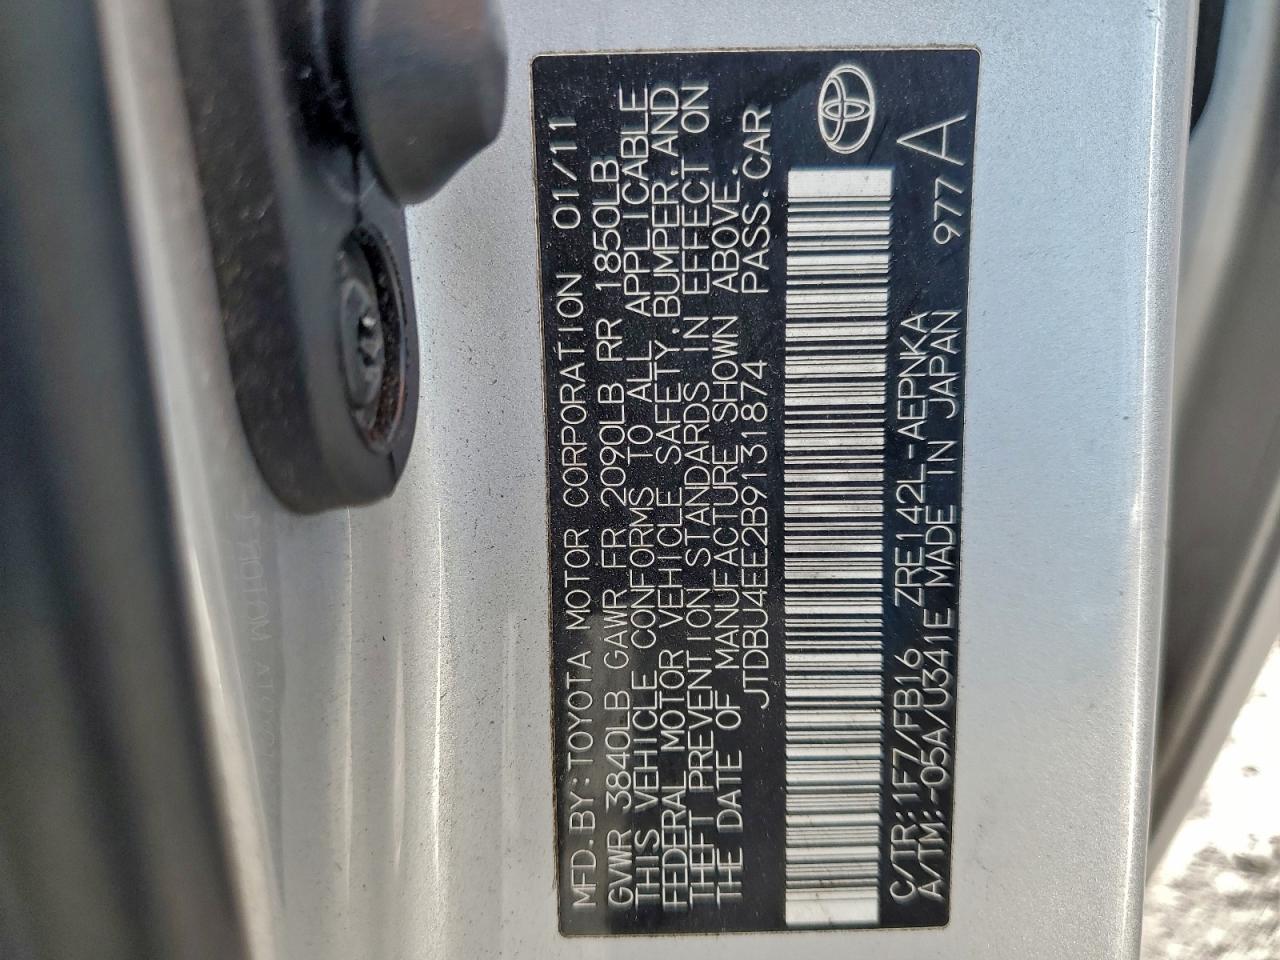 MFD.BY:TOYOTA MOTOR CORPORATION 01/11
GVWR 3840LB GAWR FR 2090LB RR 1850LB
THIS VEHICLE CONFORMS TO ALL APPLICABLE
FEDERAL MOTOR VEHICLE SAFETY,BUMPER,AND
THEFT PREVENTION STANDARDS IN EFFECT ON
THE DATE OF MANUFACTURE SHOWN ABOVE.
JTDBU4EE2B9131874 PASS.CAR
C/TR:1F7/FB16 ZRE142L-AEPNKA
A/TM:-05A/U341E MADE IN JAPAN 977A